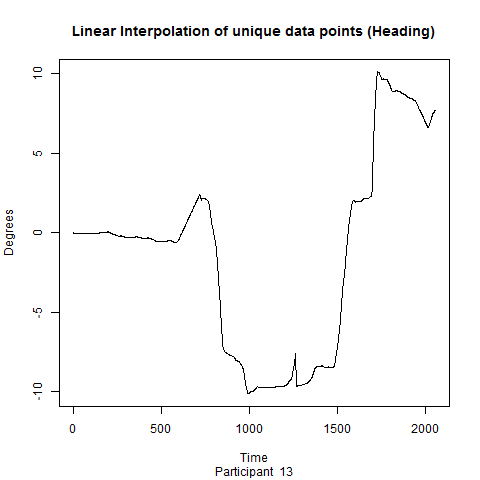 Linear Interpolation of unique data points (Heading)
10
5
0
-5
-10
Degrees
0 500 1000 1500 2000
Time
Participant 13